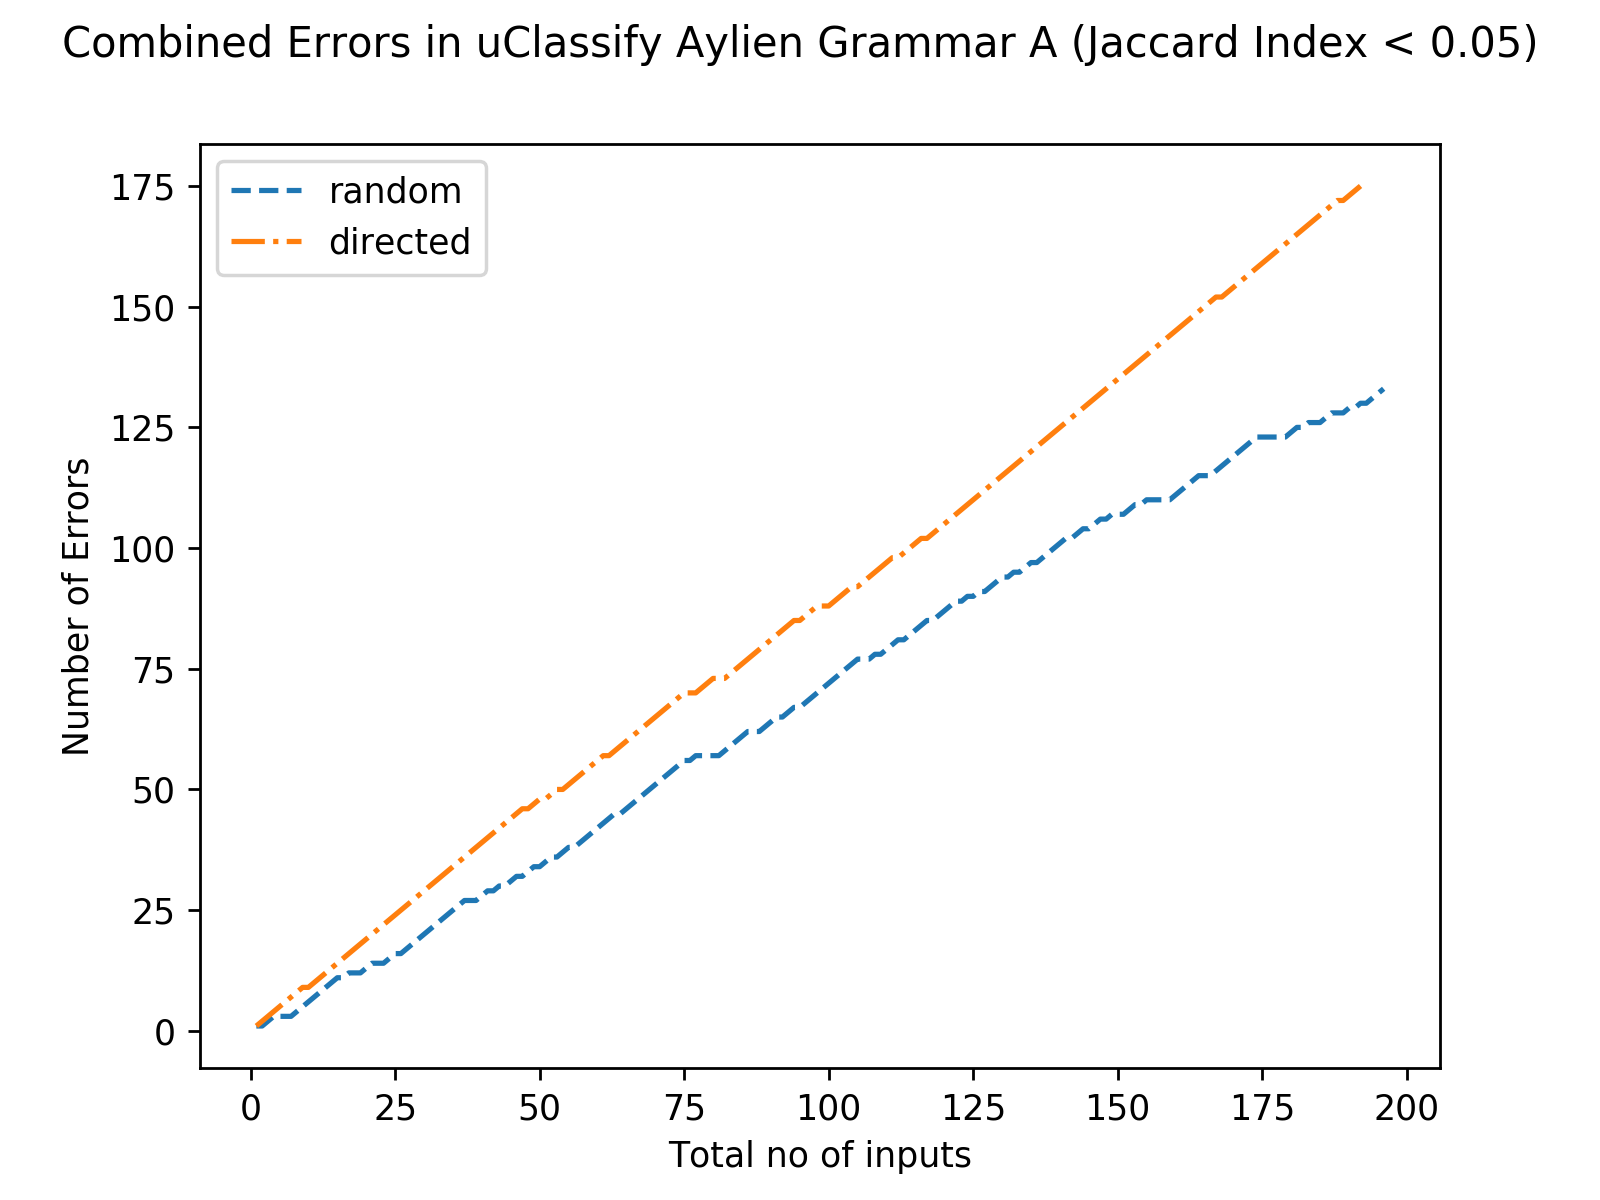 Combined Errors in uClassify Aylien Grammar A (Jaccard Index < 0.05)
random
directed
175
150
125
100
75
50
25
0
Number of Errors
0 25 50 75 100 125 150 175 200
Total no of inputs